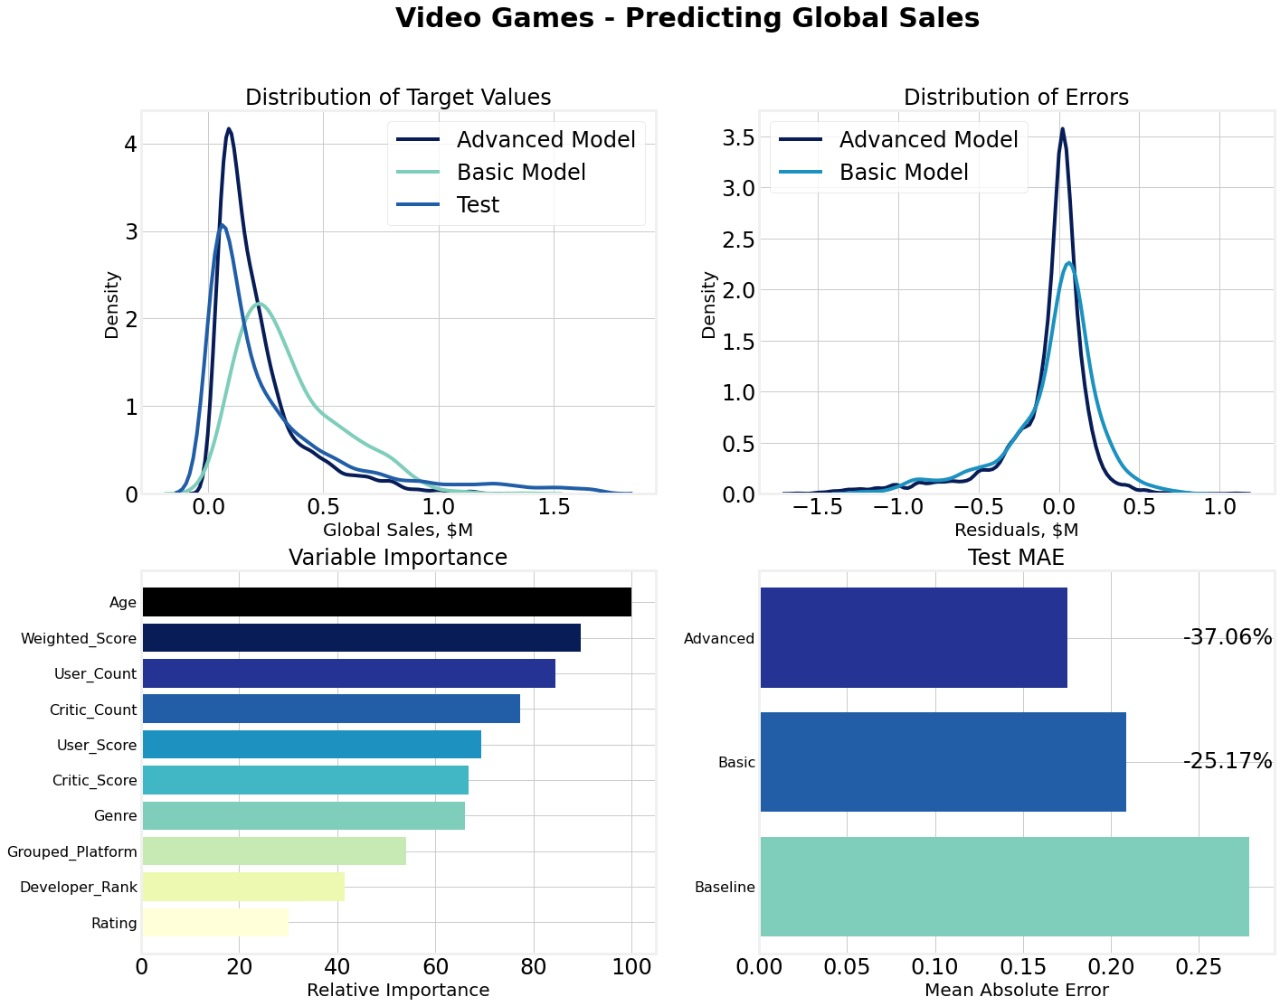 Video Games - Predicting Global Sales
Distribution of Target Values
Density
4
3
2
1
0
Advanced Model
Basic Model
Test
0.0 0.5 1.0 1.5
Global Sales, $M
Distribution of Errors
Density
3.5
3.0
2.5
2.0
1.5
1.0
0.5
0.0
Advanced Model
Basic Model
−1.5 −1.0 −0.5 0.0 0.5 1.0
Residuals, $M
Variable Importance
Age
Weighted_Score
User_Count
Critic_Count
User_Score
Critic_Score
Genre
Grouped_Platform
Developer_Rank
Rating
0 20 40 60 80 100
Relative Importance
Test MAE
Advanced
-37.06%
Basic
-25.17%
Baseline
0.00 0.05 0.10 0.15 0.20 0.25
Mean Absolute Error